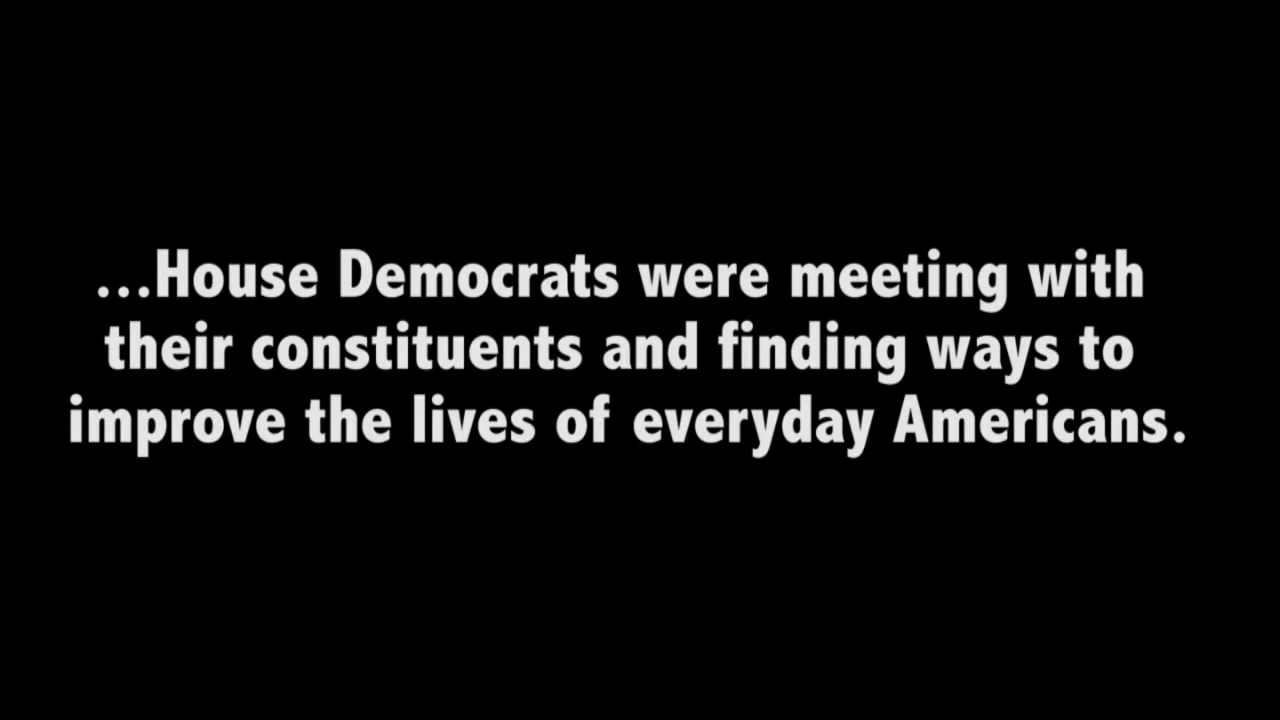 ...House Democrats were meeting with
their constituents and finding ways to
improve the lives of everyday Americans.